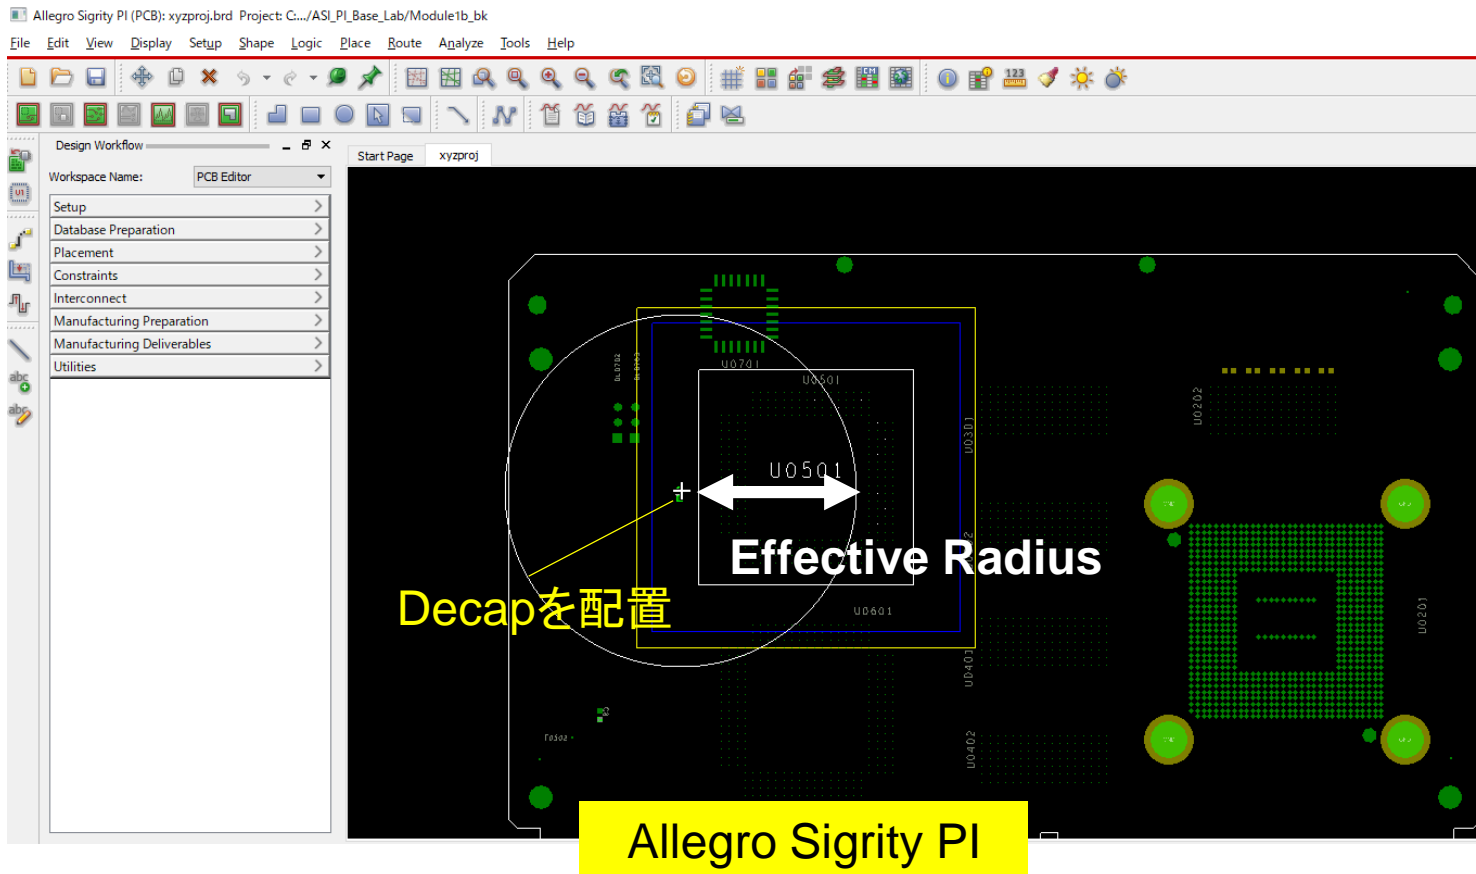 Allegro Sigrity PI (PCB): xyzproj.brd  Project: C:.../ASI_PI_Base_Lab/Module1b_bk
File Edit View Display Setup Shape Logic Place Route Analyze Tools Help
Design Workflow
Start Page xyzproj
Workspace Name: PCB Editor
Setup
Database Preparation
Placement
Constraints
Interconnect
Manufacturing Preparation
Manufacturing Deliverables
Utilities
U0701
U0501
U0301
U0202
U0501
Effective Radius
Decapを配置
U0601
U0201
U0401
U0402
Allegro Sigrity PI